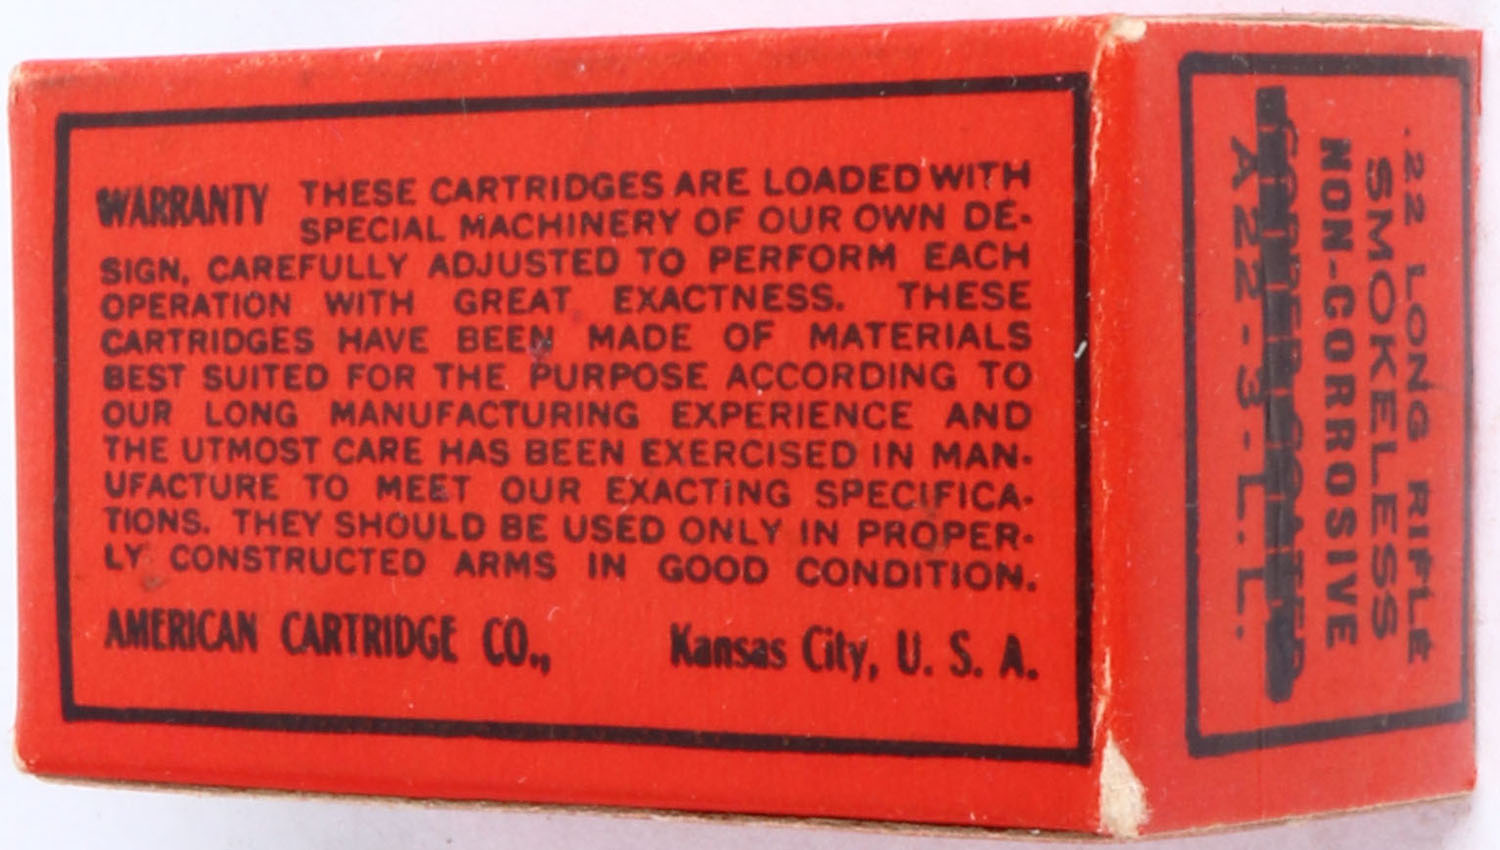 WARRANTY THESE CARTRIDGES ARE LOADED WITH
SPECIAL MACHINERY OF OUR OWN DE-
SIGN, CAREFULLY ADJUSTED TO PERFORM EACH
OPERATION WITH GREAT EXACTNESS. THESE
CARTRIDGES HAVE BEEN MADE OF MATERIALS
BEST SUITED FOR THE PURPOSE ACCORDING TO
OUR LONG MANUFACTURING EXPERIENCE AND
THE UTMOST CARE HAS BEEN EXERCISED IN MAN-
UFACTURE TO MEET OUR EXACTING SPECIFICA-
TIONS. THEY SHOULD BE USED ONLY IN PROPER-
LY CONSTRUCTED ARMS IN GOOD CONDITION.
AMERICAN CARTRIDGE CO., Kansas City, U. S. A.
.22 LONG RIFLE
SMOKELESS
NON-CORROSIVE
COPPER COATED
A22-3-L.L.